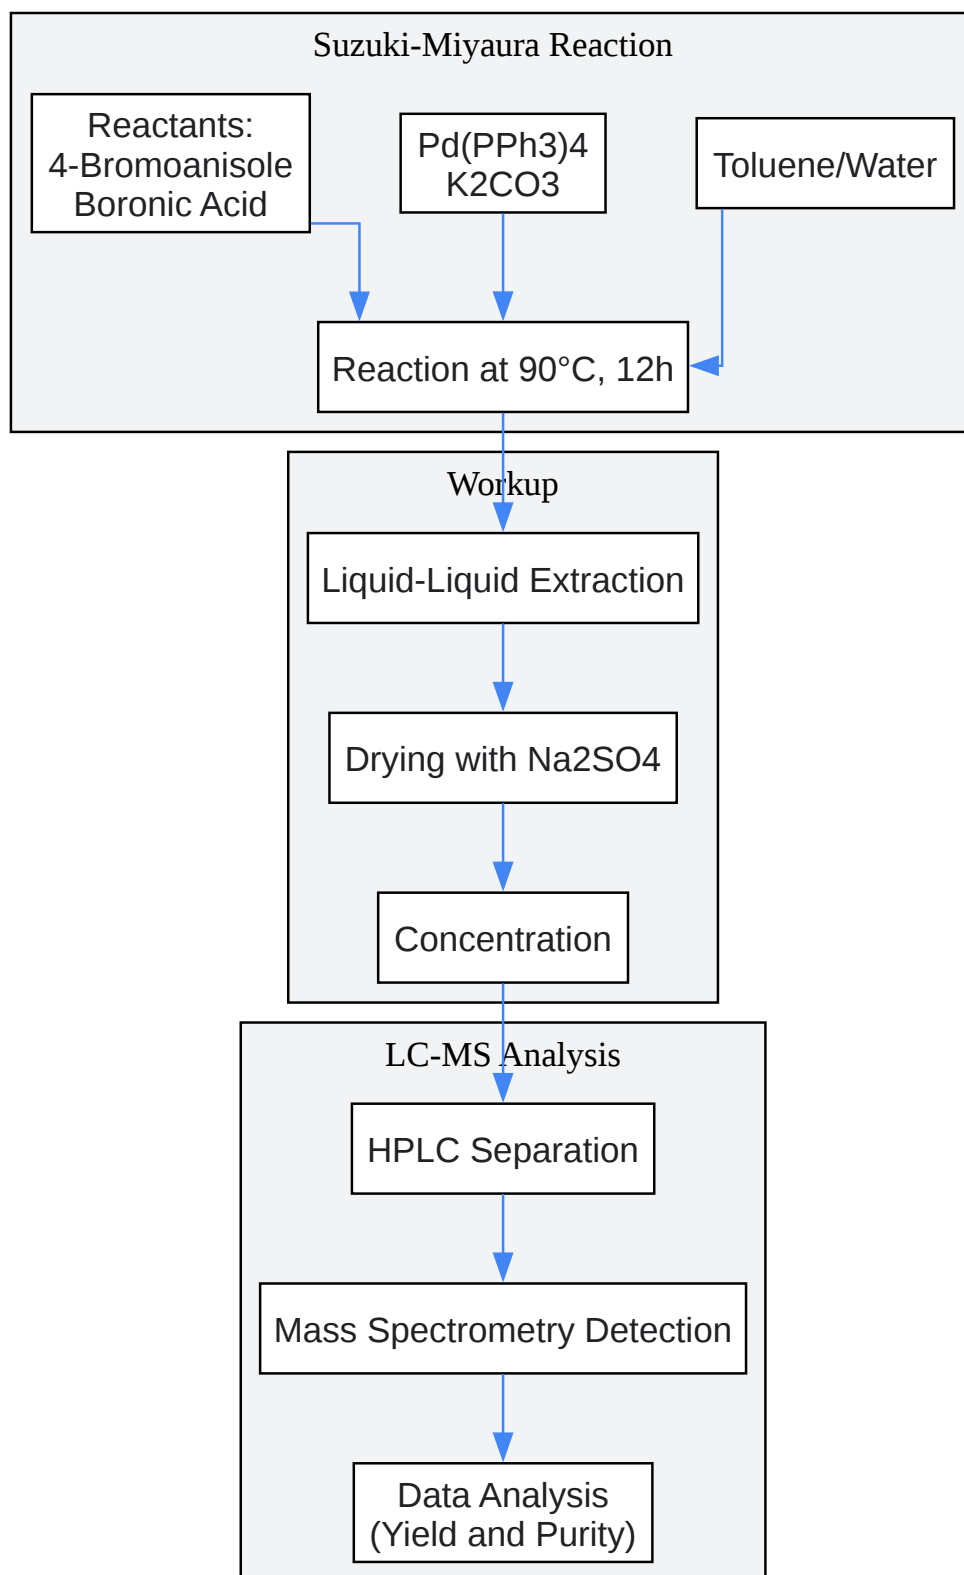 Suzuki-Miyaura Reaction
Reactants:
4-Bromoanisole
Boronic Acid
Pd(PPh3)4
K2CO3
Toluene/Water
Reaction at 90°C, 12h
Workup
Liquid-Liquid Extraction
Drying with Na2SO4
Concentration
LC-MS Analysis
HPLC Separation
Mass Spectrometry Detection
Data Analysis
(Yield and Purity)